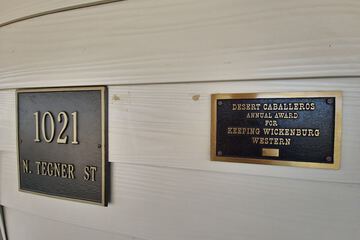 1021
N. TEGNER ST
DESERT CABALLEROS
ANNUAL AWARD
FOR
KEEPING WICKENBURG
WESTERN